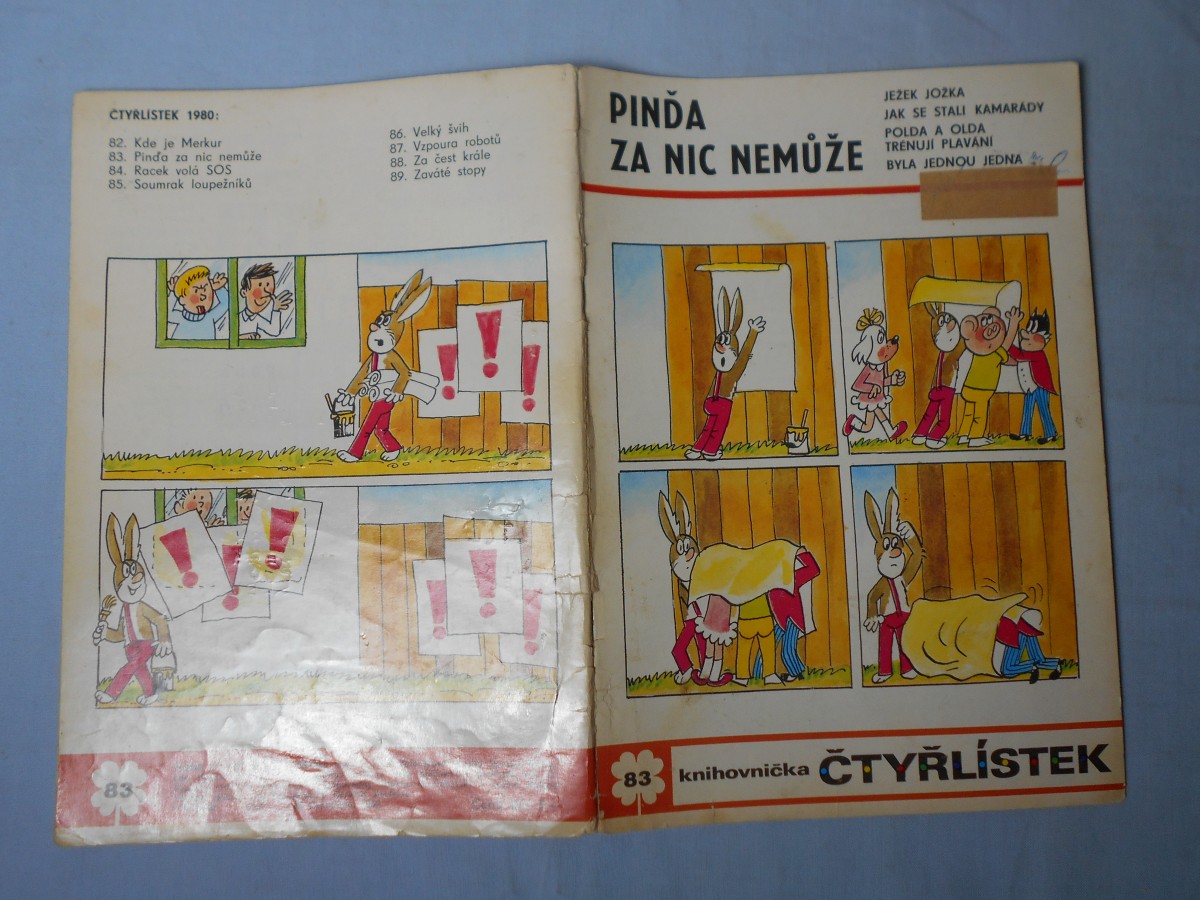 ČTYŘLÍSTEK 1980:
82. Kde je Merkur
83. Pinďa za nic nemůže
84. Racek volá SOS
85. Soumrak loupežníků
86. Velký švih
87. Vzpoura robotů
88. Za čest krále
89. Zaváté stopy
83
PINĎA
ZA NIC NEMŮŽE
JEŽEK JOŽKA
JAK SE STALI KAMARÁDY
POLDA A OLDA
TRÉNUJÍ PLAVÁNÍ
BYLA JEDNOU JEDNA
83 knihovnička ČTYŘLÍSTEK